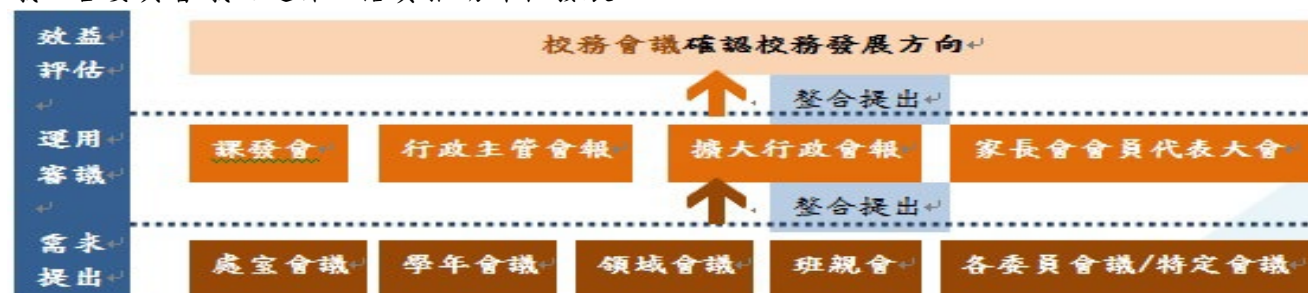 效益
評估
校務會議確認校務發展方向
整合提出
運用
審議
課發會
行政主管會報
擴大行政會報
家長會會員代表大會
整合提出
需求
提出
處室會議
學年會議
領域會議
班親會
各委員會議/特定會議